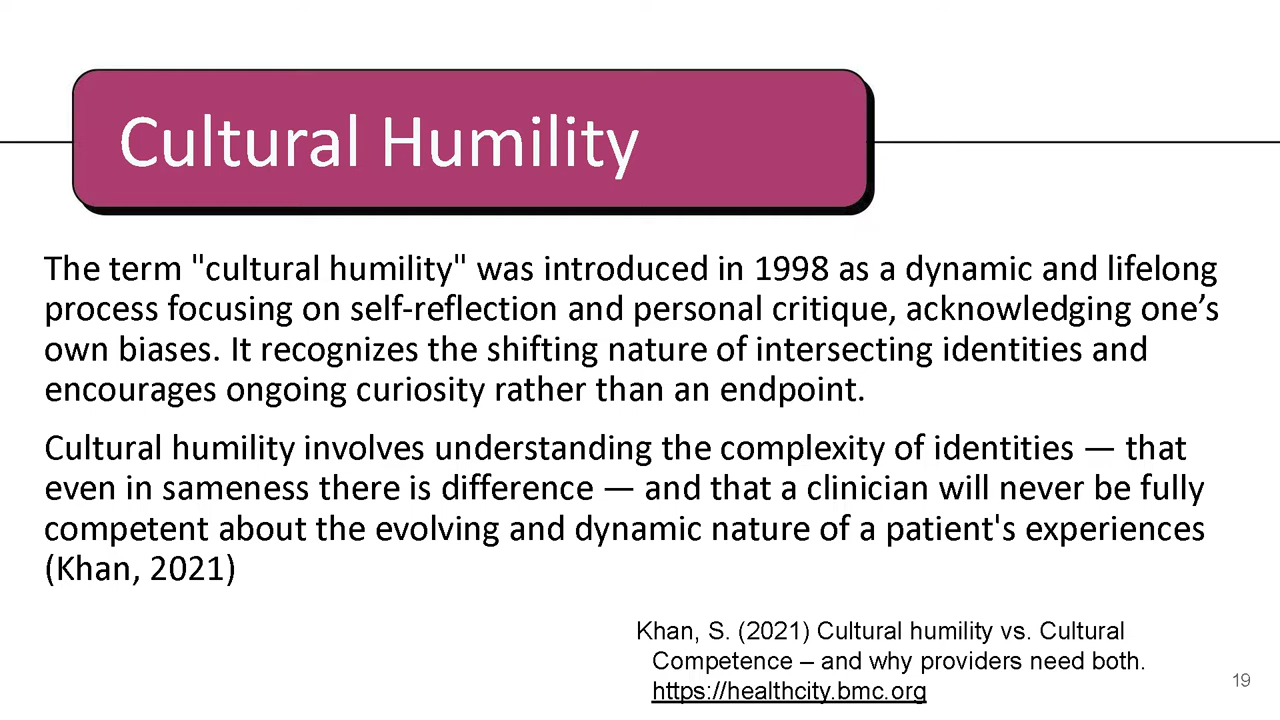 Cultural Humility
The term "cultural humility" was introduced in 1998 as a dynamic and lifelong
process focusing on self-reflection and personal critique, acknowledging one’s
own biases. It recognizes the shifting nature of intersecting identities and
encourages ongoing curiosity rather than an endpoint.
Cultural humility involves understanding the complexity of identities — that
even in sameness there is difference — and that a clinician will never be fully
competent about the evolving and dynamic nature of a patient's experiences
(Khan, 2021)
Khan, S. (2021) Cultural humility vs. Cultural
Competence – and why providers need both.
https://healthcity.bmc.org
19